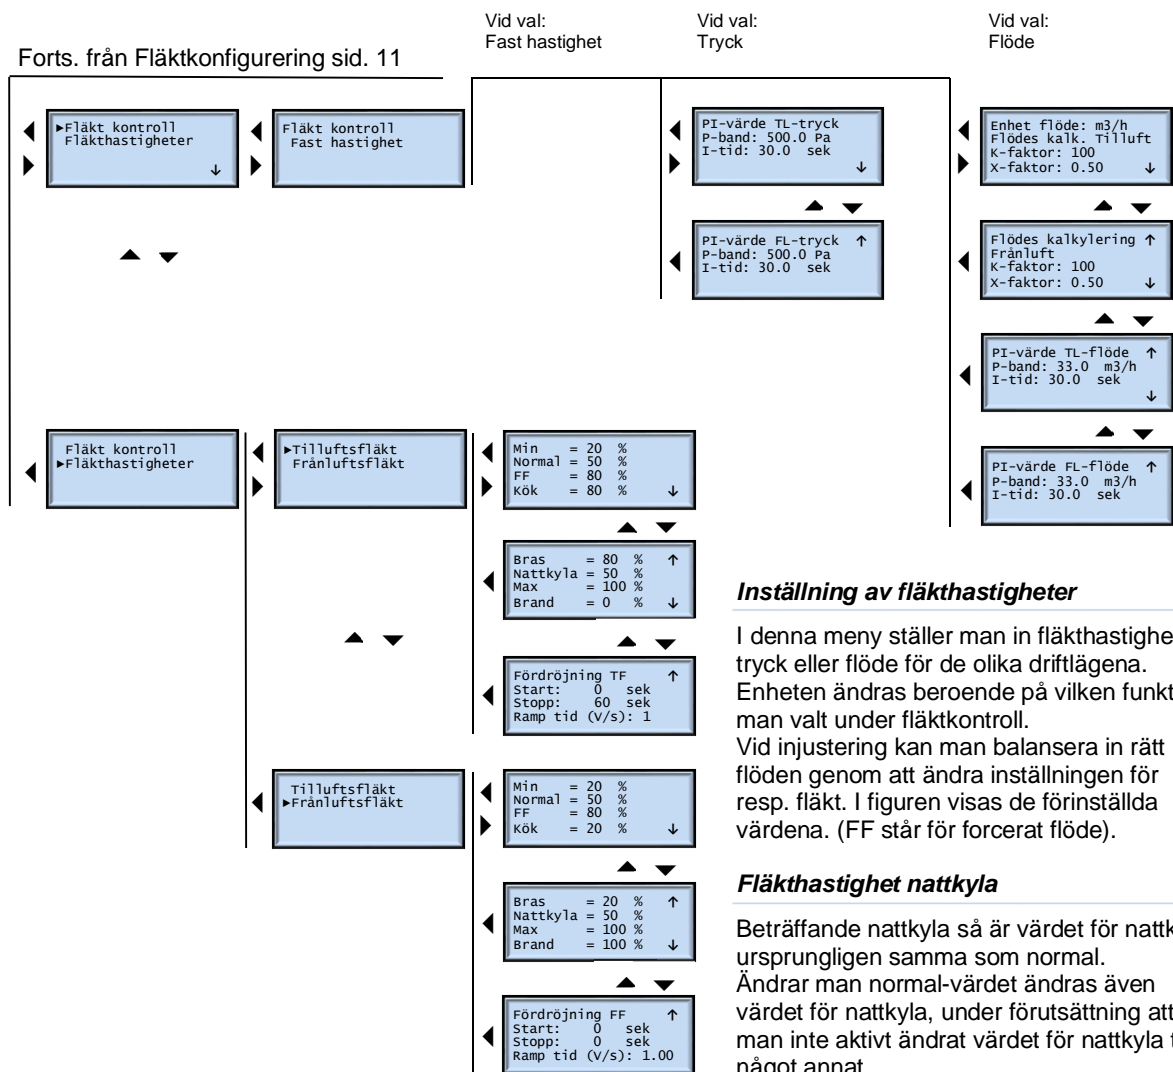 Vid val:
Fast hastighet
Vid val:
Tryck
Vid val:
Flöde
Forts. från Fläktkonfigurering sid. 11
►Fläkt kontroll
Fläkthastigheter
↓
Fläkt kontroll
Fast hastighet
PI-värde TL-tryck
P-band: 500.0 Pa
I-tid: 30.0 sek
↓
PI-värde FL-tryck ↑
P-band: 500.0 Pa
I-tid: 30.0 sek
Enhet flöde: m3/h
Flödes kalk. Tilluft
K-faktor: 100
X-faktor: 0.50 ↓
Flödes kalkylering ↑
Frånluft
K-faktor: 100
X-faktor: 0.50 ↓
PI-värde TL-flöde ↑
P-band: 33.0 m3/h
I-tid: 30.0 sek
↓
PI-värde FL-flöde ↑
P-band: 33.0 m3/h
I-tid: 30.0 sek
Fläkt kontroll
►Fläkthastigheter
►Tilluftsfläkt
Frånluftsfläkt
Min = 20 %
Normal = 50 %
FF = 80 %
Kök = 80 % ↓
Bras = 80 % ↑
Nattkyla = 50 %
Max = 100 %
Brand = 0 % ↓
Fördröjning TF ↑
Start: 0 sek
Stopp: 60 sek
Ramp tid (V/s): 1
Tilluftsfläkt
►Frånluftsfläkt
Min = 20 %
Normal = 50 %
FF = 80 %
Kök = 20 % ↓
Bras = 20 % ↑
Nattkyla = 50 %
Max = 100 %
Brand = 100 % ↓
Fördröjning FF ↑
Start: 0 sek
Stopp: 0 sek
Ramp tid (V/s): 1.00
Inställning av fläkthastigheter
I denna meny ställer man in fläkthastighe
tryck eller flöde för de olika driftlägena.
Enheten ändras beroende på vilken funkt
man valt under fläktkontroll.
Vid injustering kan man balansera in rätt
flöden genom att ändra inställningen för
resp. fläkt. I figuren visas de förinställda
värdena. (FF står för forcerat flöde).
Fläkthastighet nattkyla
Beträffande nattkyla så är värdet för nattk
ursprungligen samma som normal.
Ändrar man normal-värdet ändras även
värdet för nattkyla, under förutsättning att
man inte aktivt ändrat värdet för nattkyla t
något annat